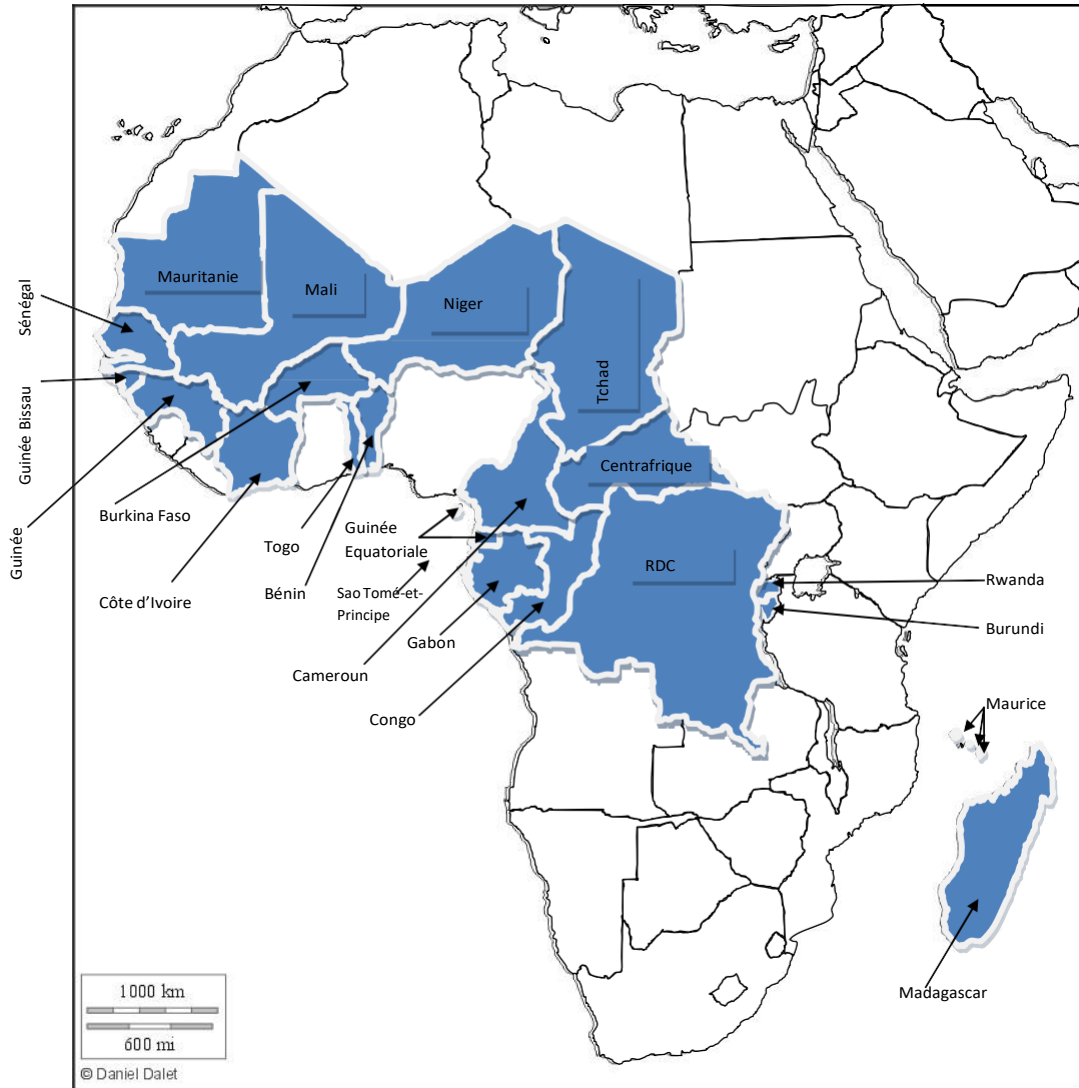 Mauritanie
Mali
Niger
Tchad
Sénégal
Guinée Bissau
Guinée
Centrafrique
Burkina Faso
Côte d'Ivoire
Togo
Bénin
Guinée
Equatoriale
Sao Tomé-et-
Principe
Gabon
Cameroun
Congo
RDC
Rwanda
Burundi
Maurice
Madagascar
1000 km
600 mi
© Daniel Dalet